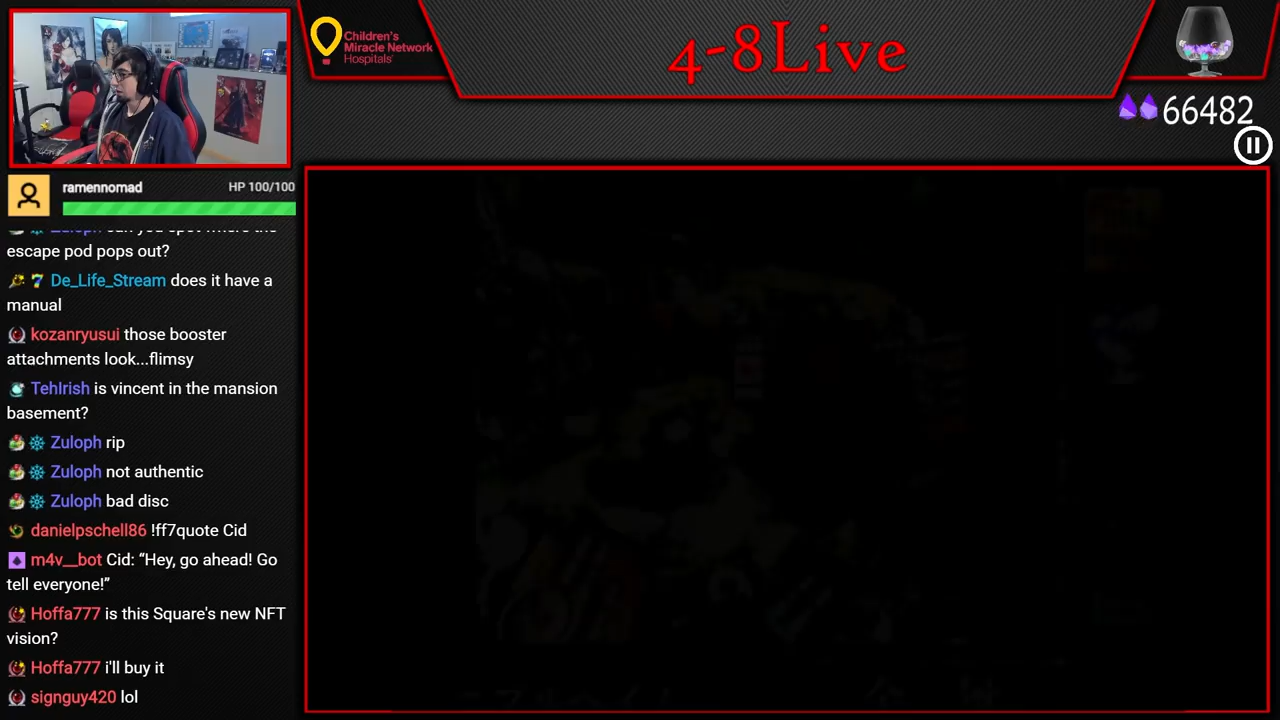 Children's
Miracle Network
Hospitals
4-8Live
66482
ramennomad HP 100/100
escape pod pops out?
De_Life_Stream does it have a
manual
kozanryusui those booster
attachments look...flimsy
TehIrish is vincent in the mansion
basement?
Zuloph rip
Zuloph not authentic
Zuloph bad disc
danielpschell86 !ff7quote Cid
m4v__bot Cid: “Hey, go ahead! Go
tell everyone!”
Hoffa777 is this Square's new NFT
vision?
Hoffa777 i'll buy it
signguy420 lol